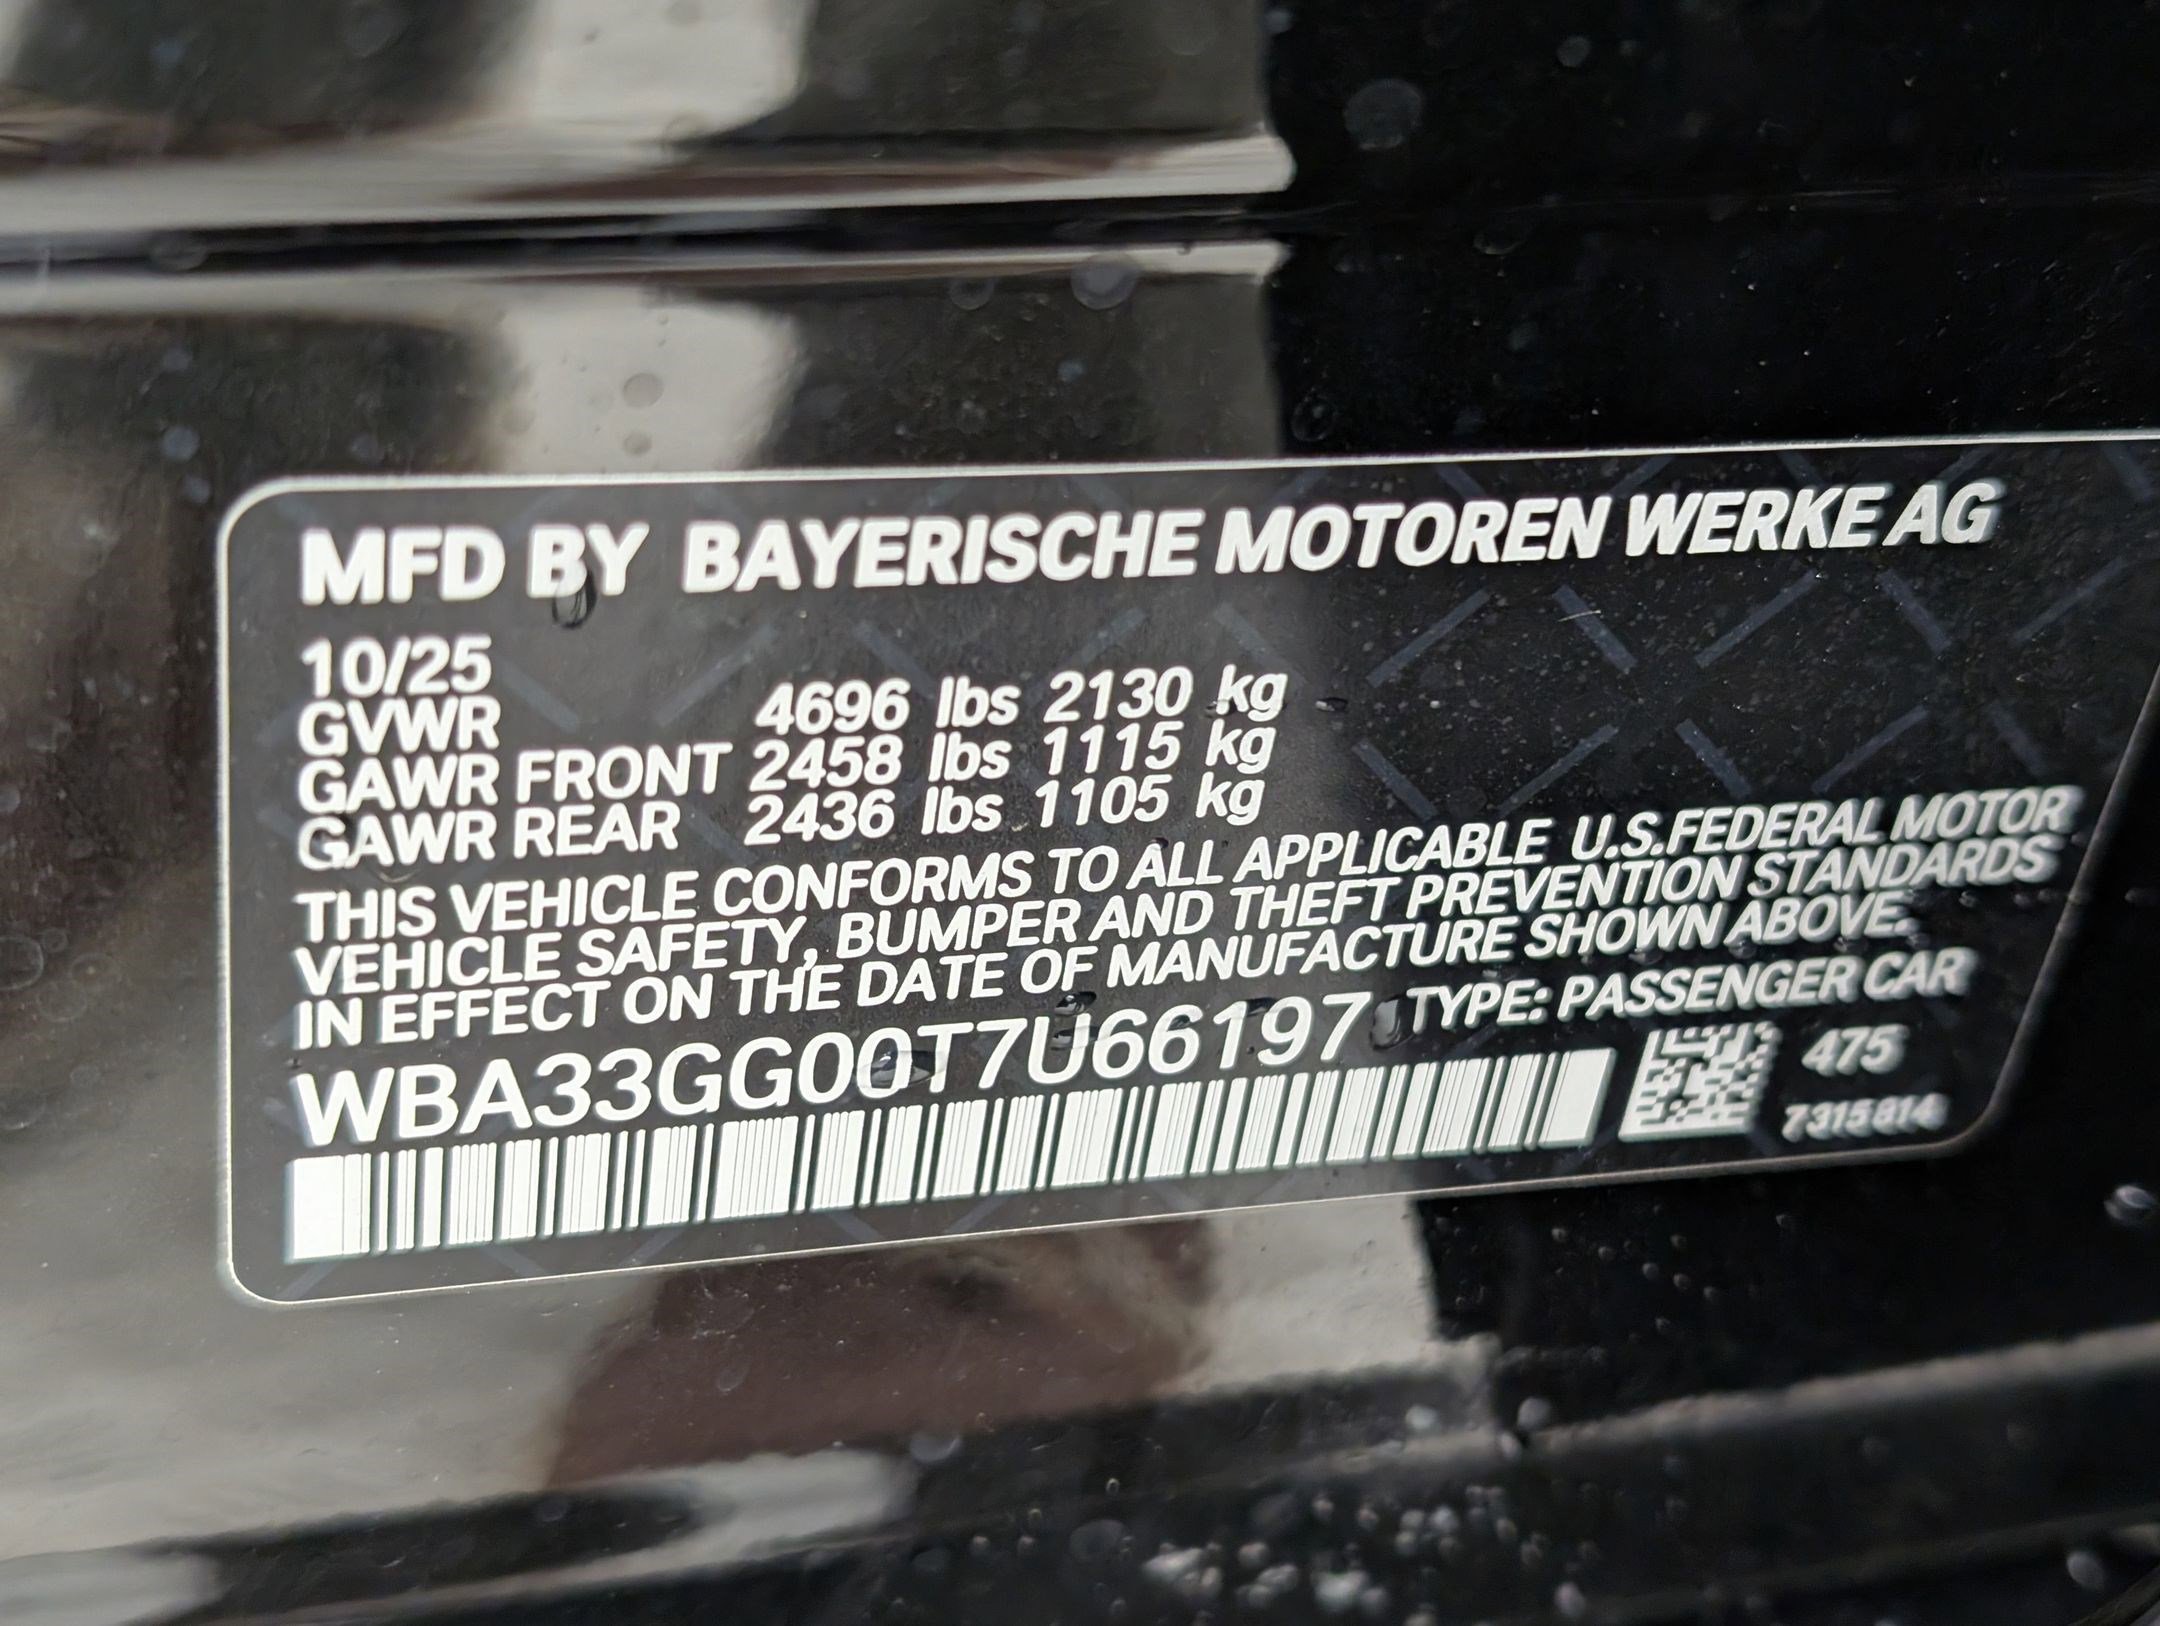 MFD BY BAYERISCHE MOTOREN WERKE AG
10/25
GVWR 4696 lbs 2130 kg
GAWR FRONT 2458 lbs 1115 kg
GAWR REAR 2436 lbs 1105 kg
THIS VEHICLE CONFORMS TO ALL APPLICABLE U.S.FEDERAL MOTOR
VEHICLE SAFETY, BUMPER AND THEFT PREVENTION STANDARDS
IN EFFECT ON THE DATE OF MANUFACTURE SHOWN ABOVE.
WBA33GG00T7U66197 TYPE: PASSENGER CAR
475
7315814